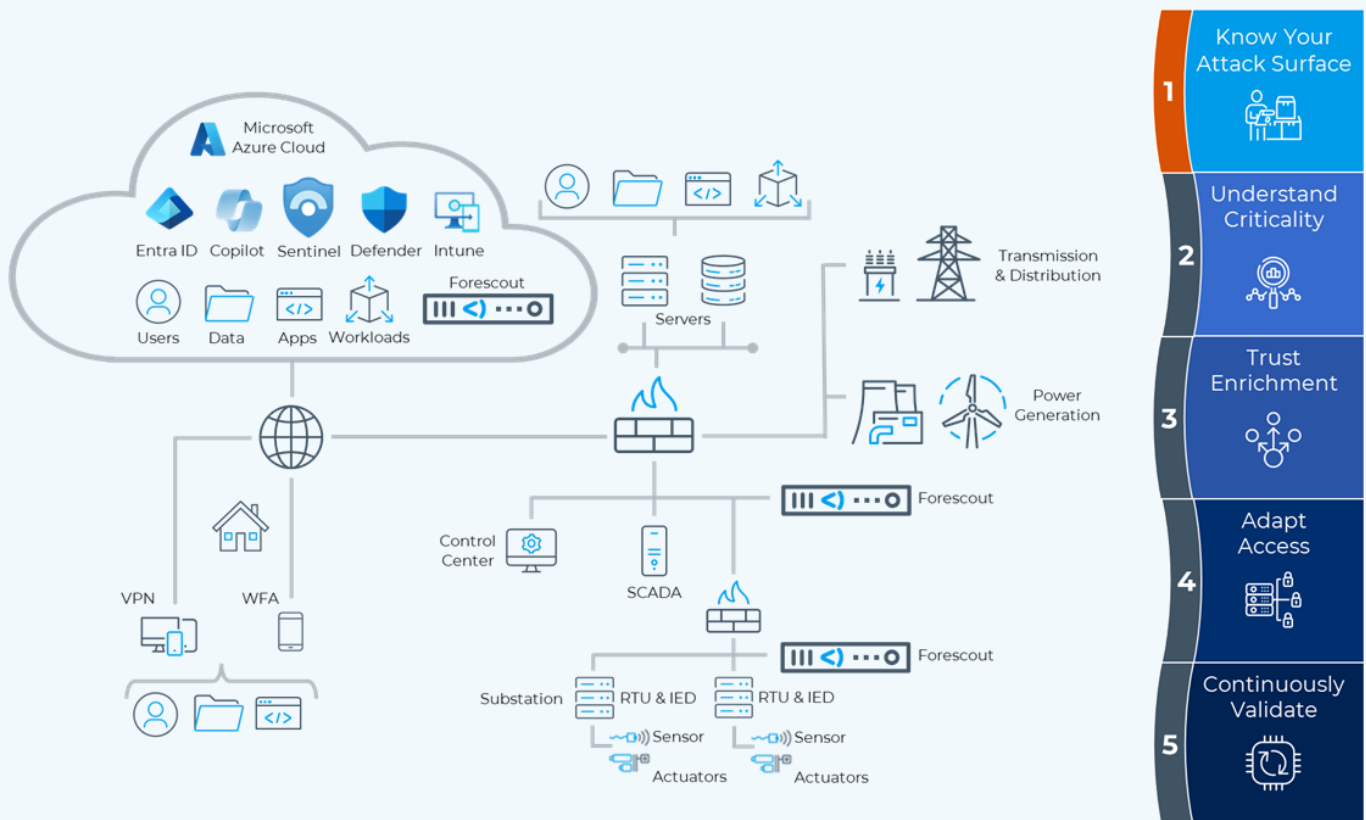 Microsoft
Azure Cloud
Entra ID
Copilot
Sentinel
Defender
Intune
Forescout
Users
Data
Apps
Workloads
Servers
Transmission
& Distribution
Power
Generation
Forescout
Control
Center
SCADA
VPN
WFA
Forescout
Substation
RTU & IED
RTU & IED
Sensor
Sensor
Actuators
Actuators
1
Know Your
Attack Surface
2
Understand
Criticality
3
Trust
Enrichment
4
Adapt
Access
5
Continuously
Validate